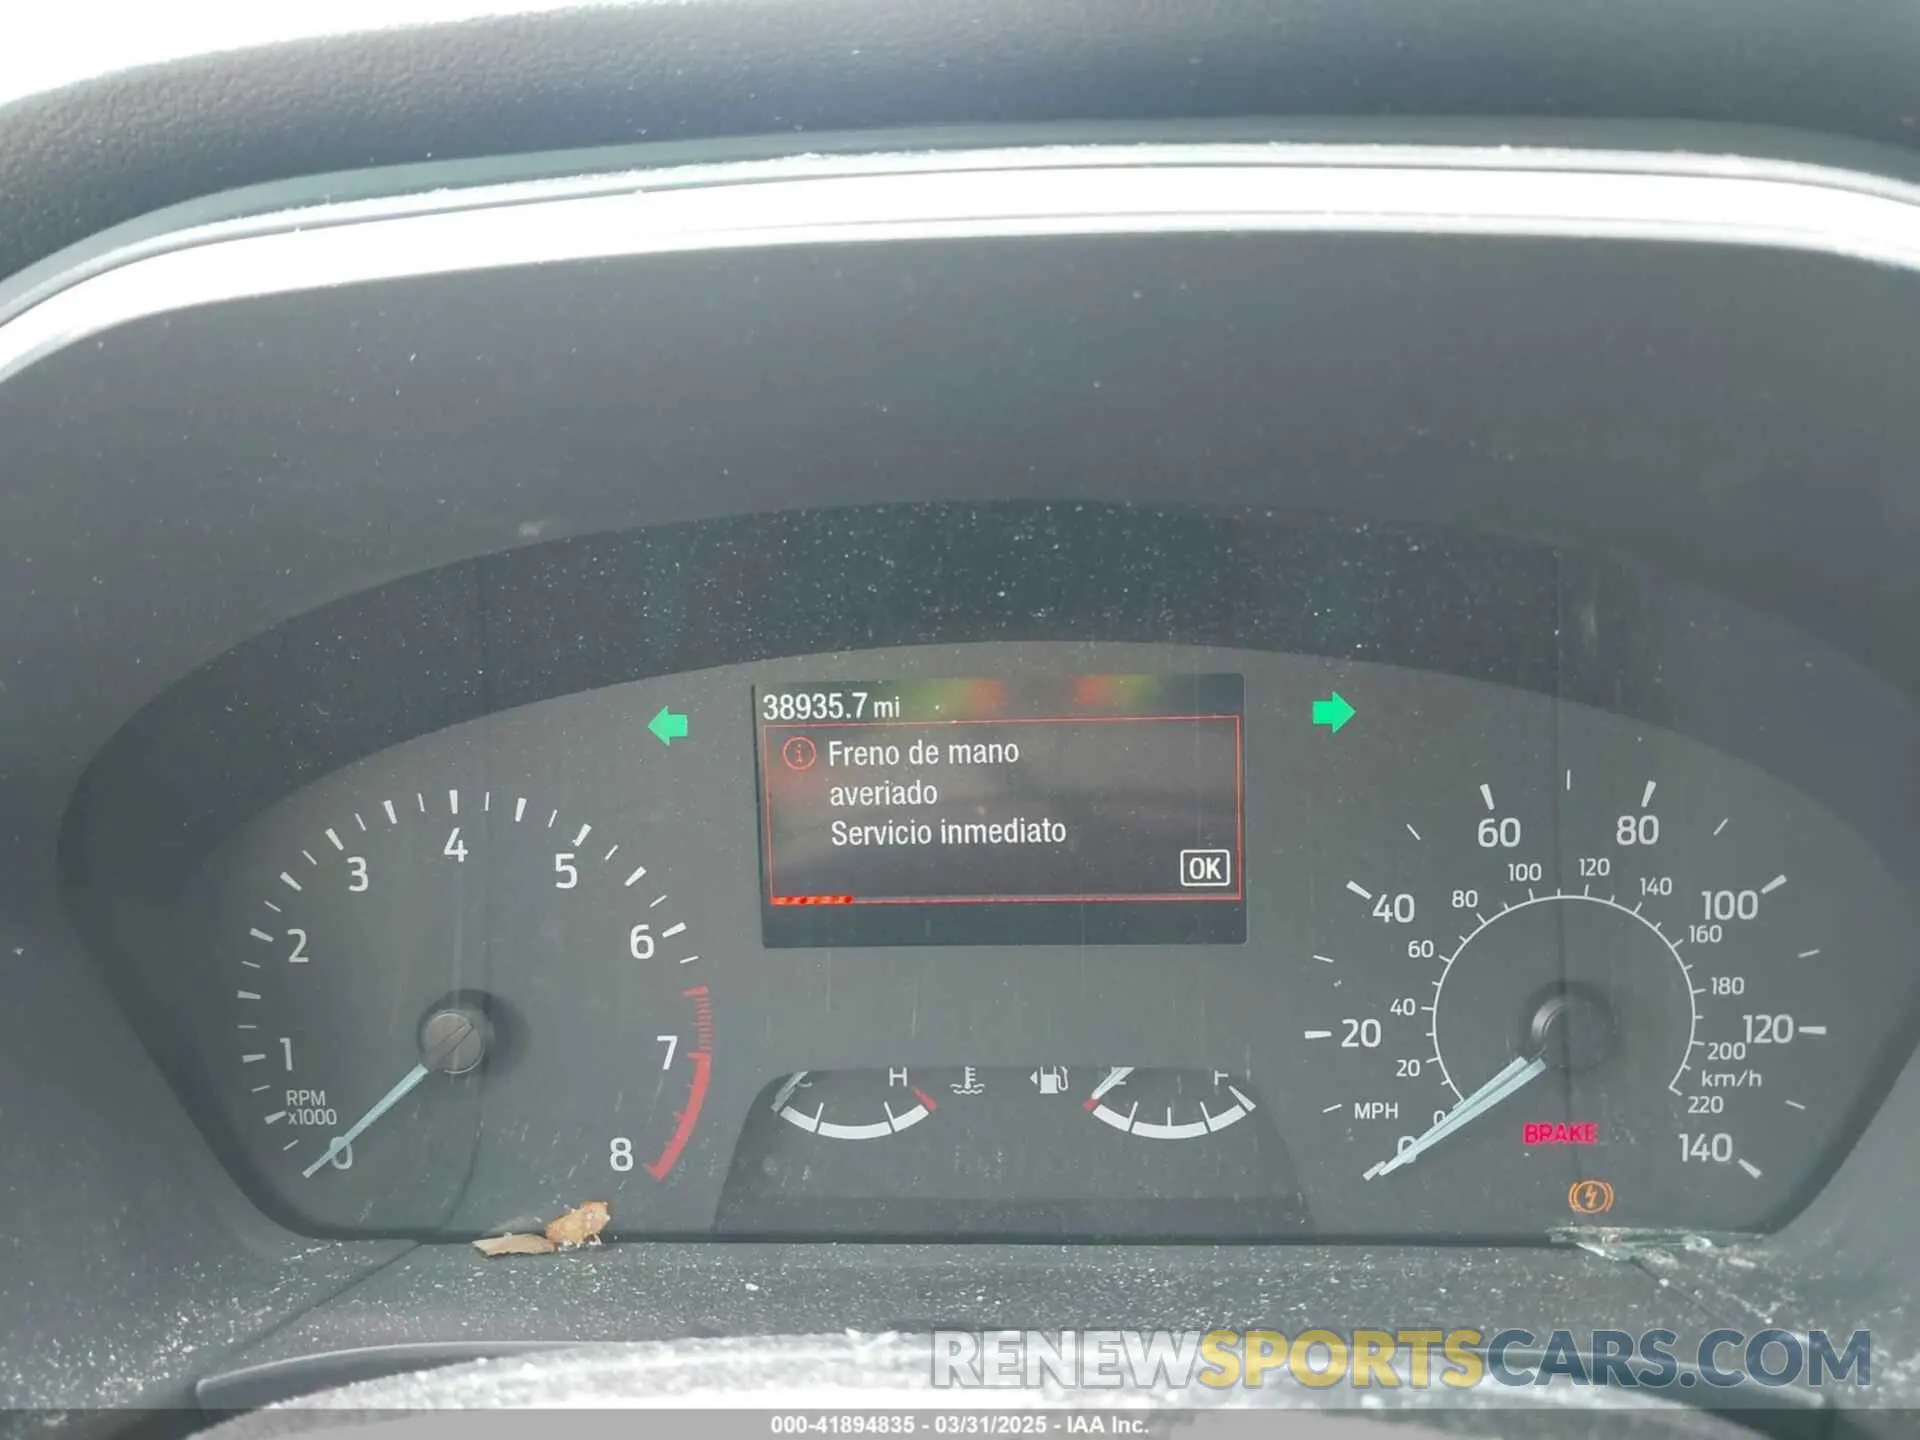 38935.7 mi
Freno de mano
averiado
Servicio inmediato
OK
0 1 2 3 4 5 6 7 8
RPM
x1000
H
F
0 20 40 60 80 100 120 140
MPH
0 20 40 60 80 100 120 140 160 180 200 220
km/h
BRAKE
RENEWSPORTSCARS.COM
000-41894835 - 03/31/2025 - IAA Inc.